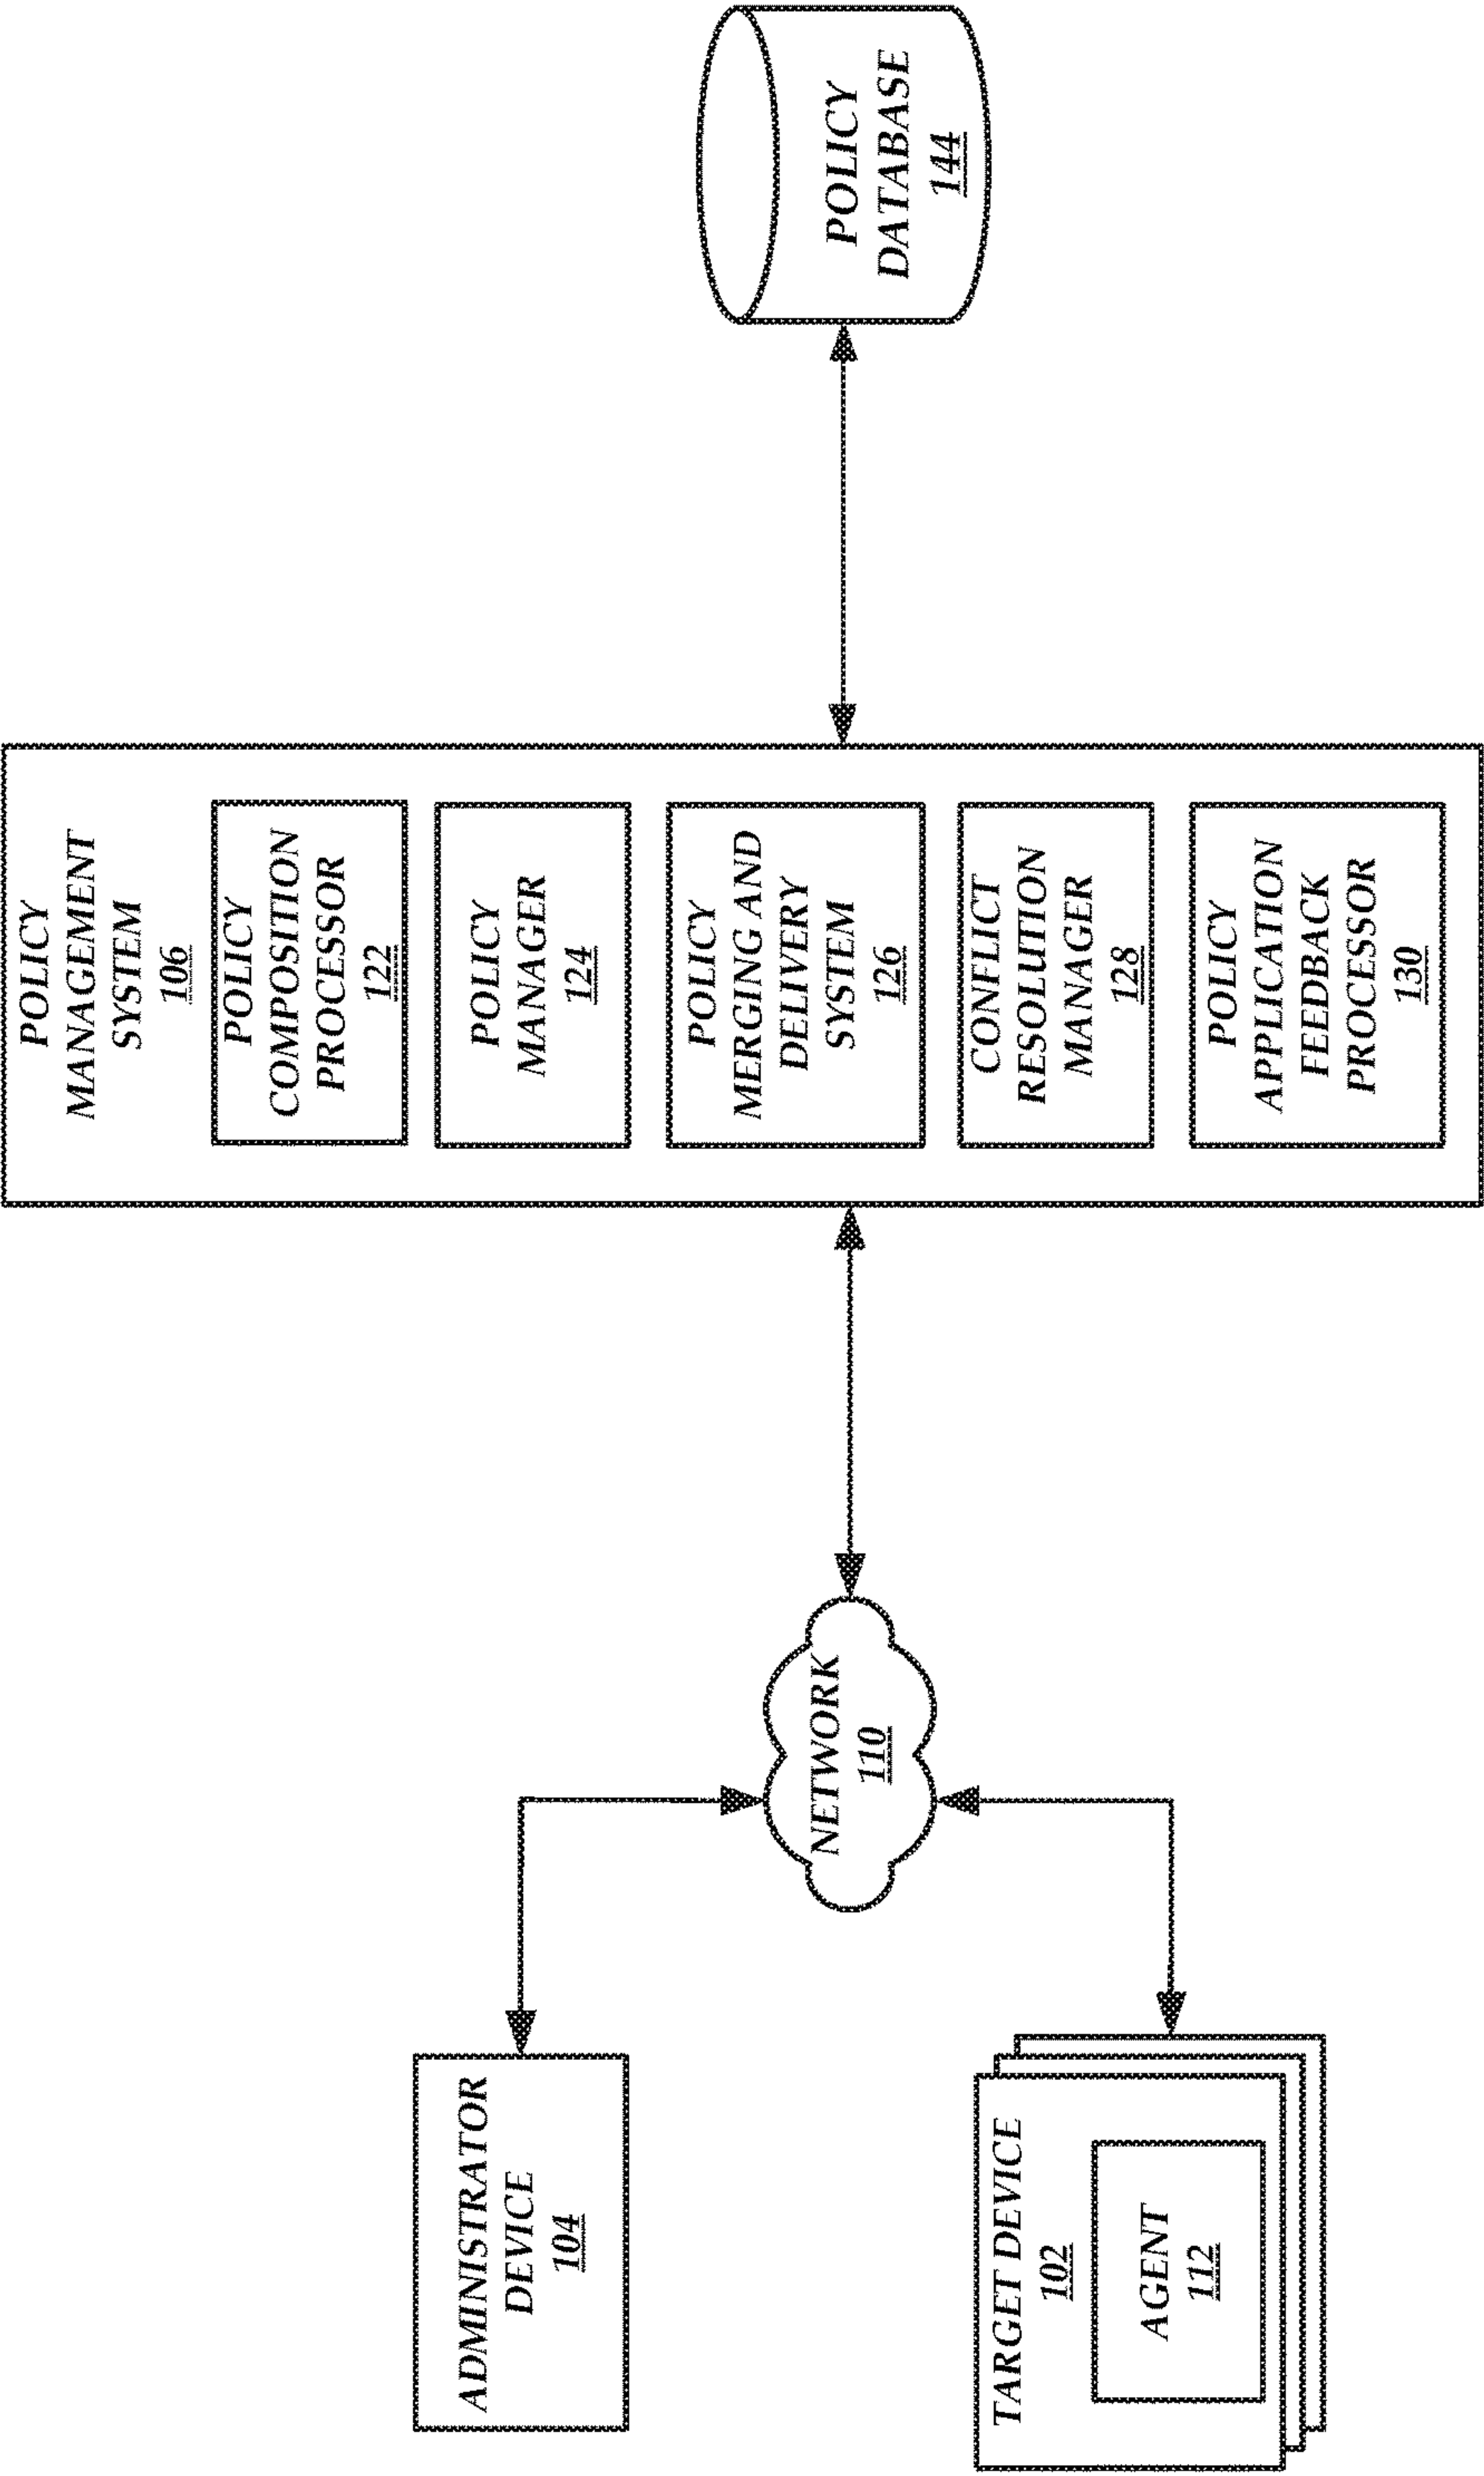 ADMINISTRATOR
DEVICE
104
TARGET DEVICE
102
AGENT
112
NETWORK
110
POLICY
MANAGEMENT
SYSTEM
106
POLICY
COMPOSITION
PROCESSOR
122
POLICY
MANAGER
124
POLICY
MERGING AND
DELIVERY
SYSTEM
126
CONFLICT
RESOLUTION
MANAGER
128
POLICY
APPLICATION
FEEDBACK
PROCESSOR
130
POLICY
DATABASE
144